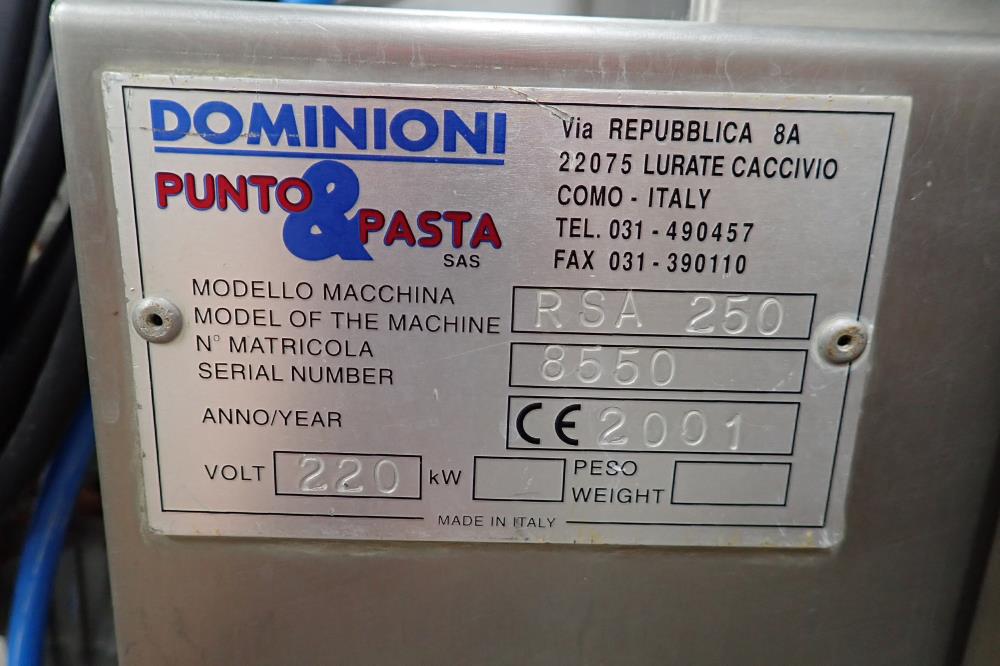 DOMINIONI
PUNTO & PASTA
SAS
Via REPUBBLICA 8A
22075 LURATE CACCIVIO
COMO - ITALY
TEL. 031 - 490457
FAX 031 - 390110
MODELLO MACCHINA
MODEL OF THE MACHINE RSA 250
N° MATRICOLA
SERIAL NUMBER 8550
ANNO/YEAR CE 2001
VOLT 220 kW PESO
WEIGHT
MADE IN ITALY